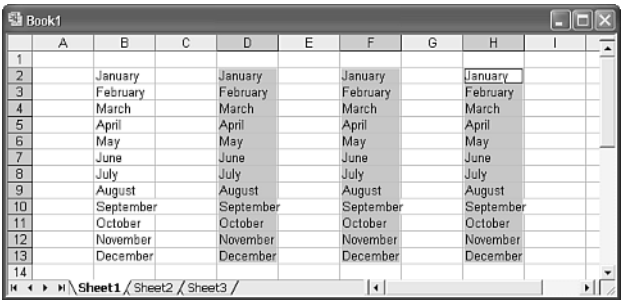 Book1
A B C D E F G H I
1
2 January January January January
3 February February February February
4 March March March March
5 April April April April
6 May May May May
7 June June June June
8 July July July July
9 August August August August
10 September September September September
11 October October October October
12 November November November November
13 December December December December
14
Sheet1 Sheet2 Sheet3